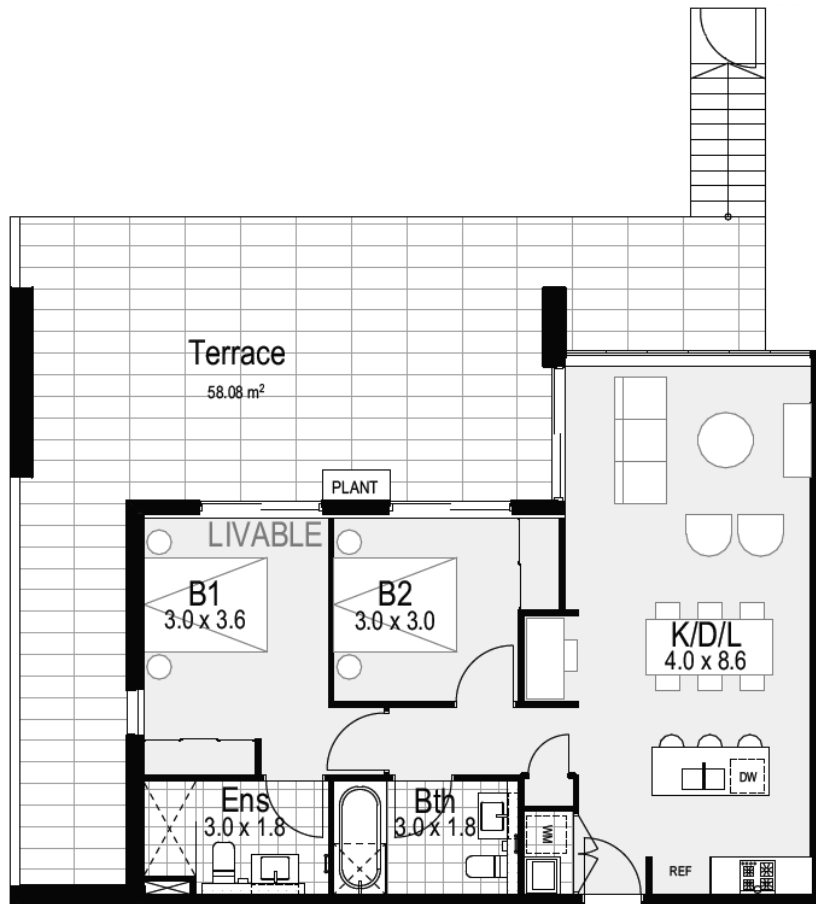 Terrace
58.08 m²
PLANT
LIVABLE
B1
3.0 x 3.6
B2
3.0 x 3.0
K/D/L
4.0 x 8.6
DW
Ens
3.0 x 1.8
Bth
3.0 x 1.8
WM
REF